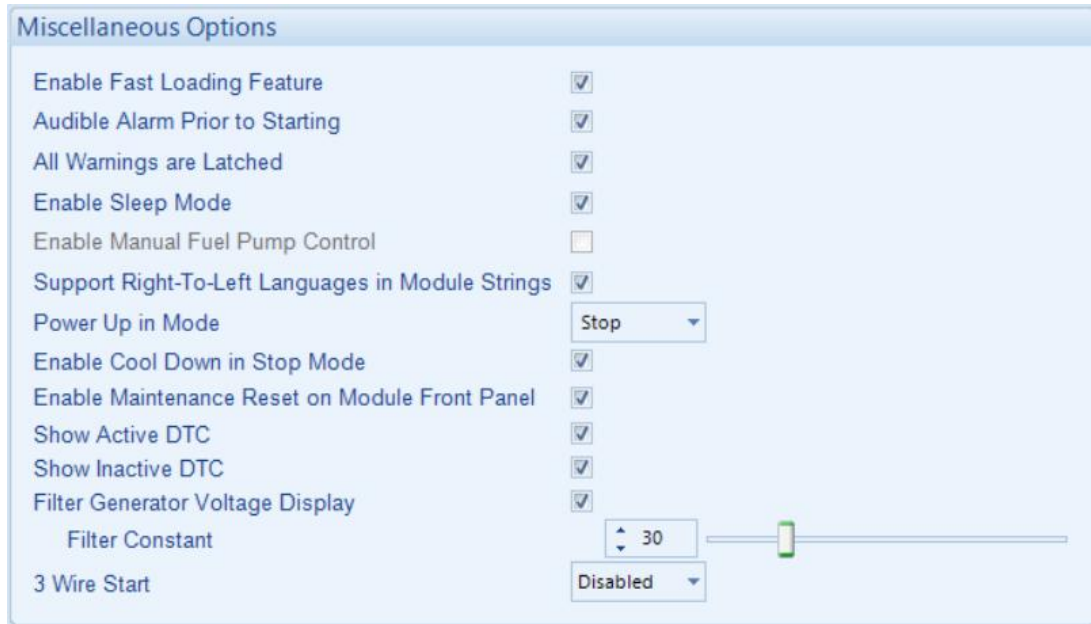 Miscellaneous Options
Enable Fast Loading Feature
Audible Alarm Prior to Starting
All Warnings are Latched
Enable Sleep Mode
Enable Manual Fuel Pump Control
Support Right-To-Left Languages in Module Strings
Power Up in Mode Stop
Enable Cool Down in Stop Mode
Enable Maintenance Reset on Module Front Panel
Show Active DTC
Show Inactive DTC
Filter Generator Voltage Display
Filter Constant 30
3 Wire Start Disabled